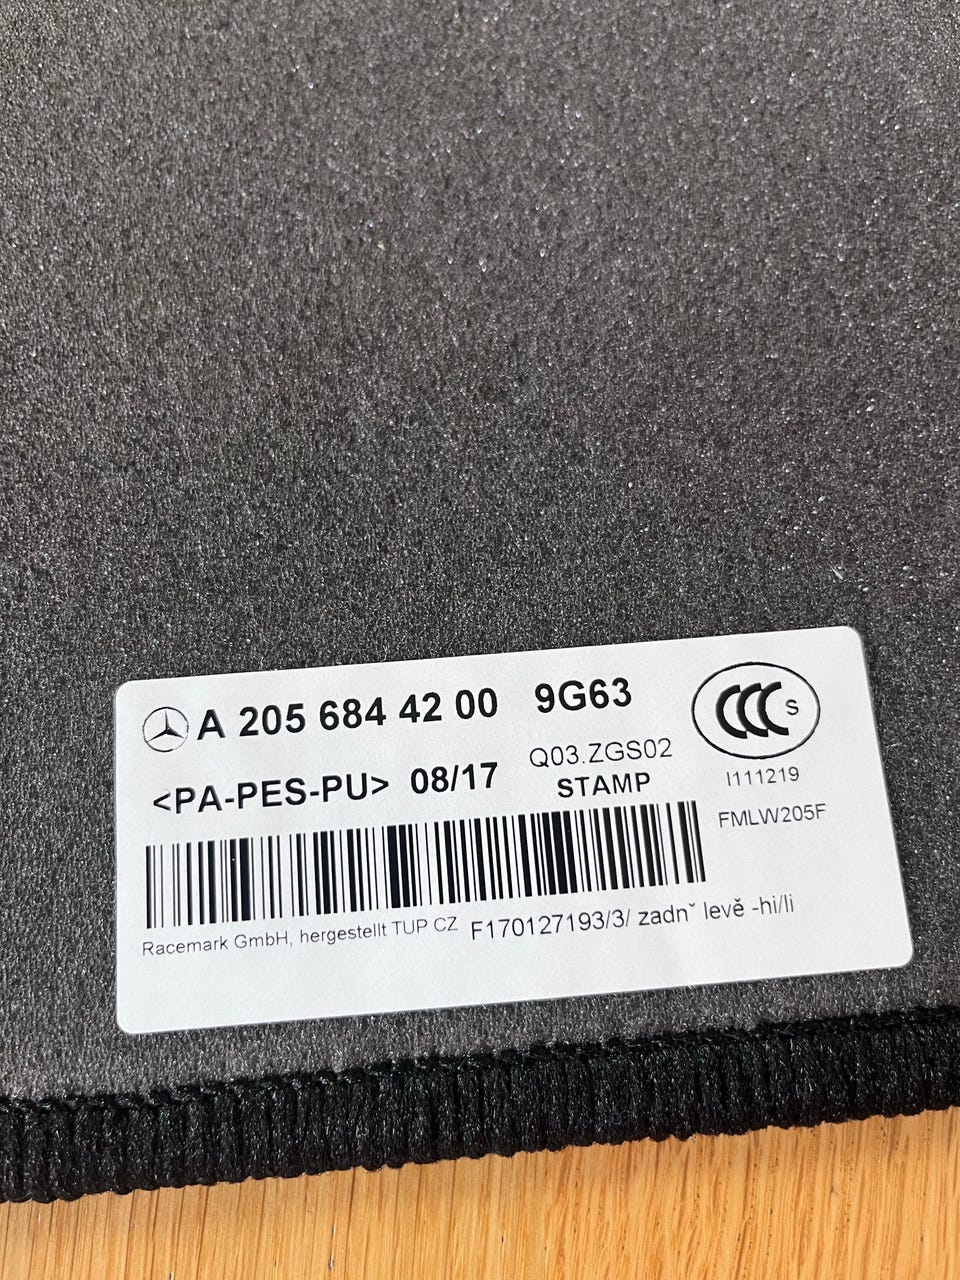 A 205 684 42 00 9G63
CCC S
<PA-PES-PU> 08/17
Q03.ZGS02
STAMP
I111219
FMLW205F
Racemark GmbH, hergestellt TUP CZ F170127193/3/ zadnˇ levě -hi/li